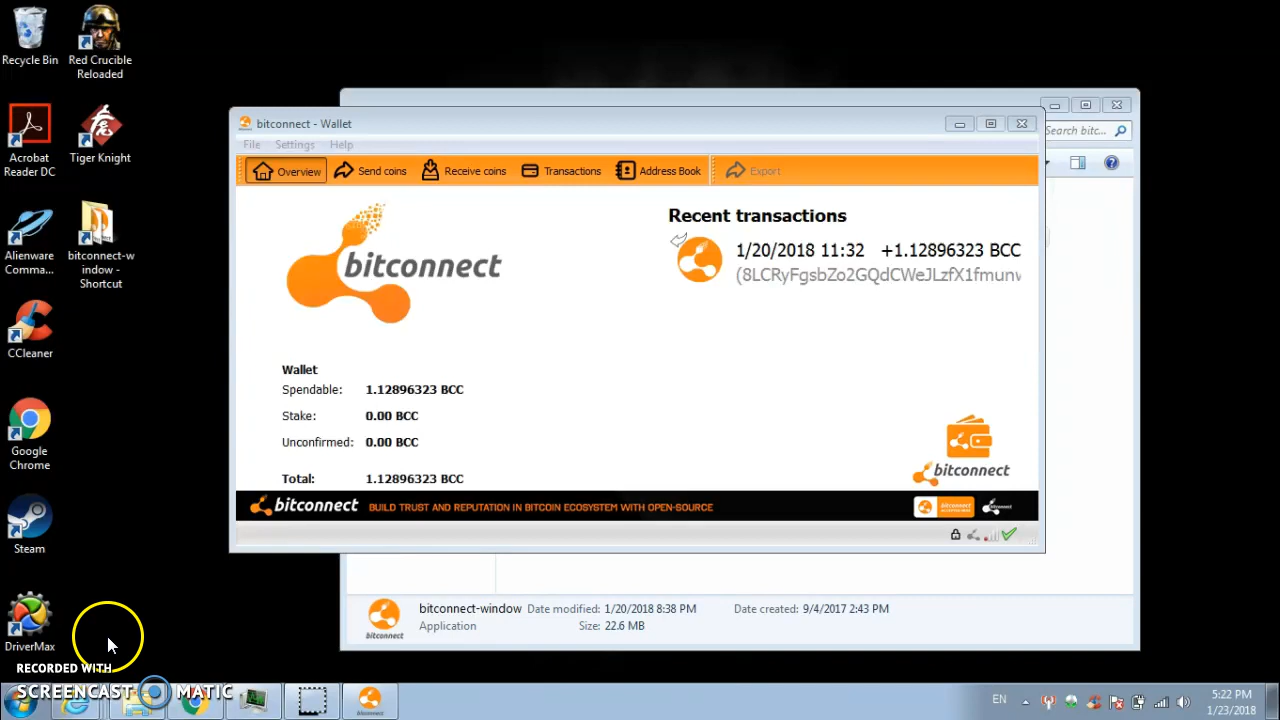 Recycle Bin
Red Crucible
Reloaded
Acrobat
Reader DC
Tiger Knight
Alienware
Comma...
bitconnect-w
indow -
Shortcut
CCleaner
Google
Chrome
Steam
DriverMax
RECORDED WITH
SCREENCAST MATIC
Search bitc...
bitconnect - Wallet
File Settings Help
Overview Send coins Receive coins Transactions Address Book Export
bitconnect
Recent transactions
1/20/2018 11:32 +1.12896323 BCC
Wallet
Spendable: 1.12896323 BCC
Stake: 0.00 BCC
Unconfirmed: 0.00 BCC
Total: 1.12896323 BCC
bitconnect
bitconnect BUILD TRUST AND REPUTATION IN BITCOIN ECOSYSTEM WITH OPEN-SOURCE
bitconnect-window Date modified: 1/20/2018 8:38 PM Date created: 9/4/2017 2:43 PM
Application Size: 22.6 MB
bitconnect
EN
5:22 PM
1/23/2018